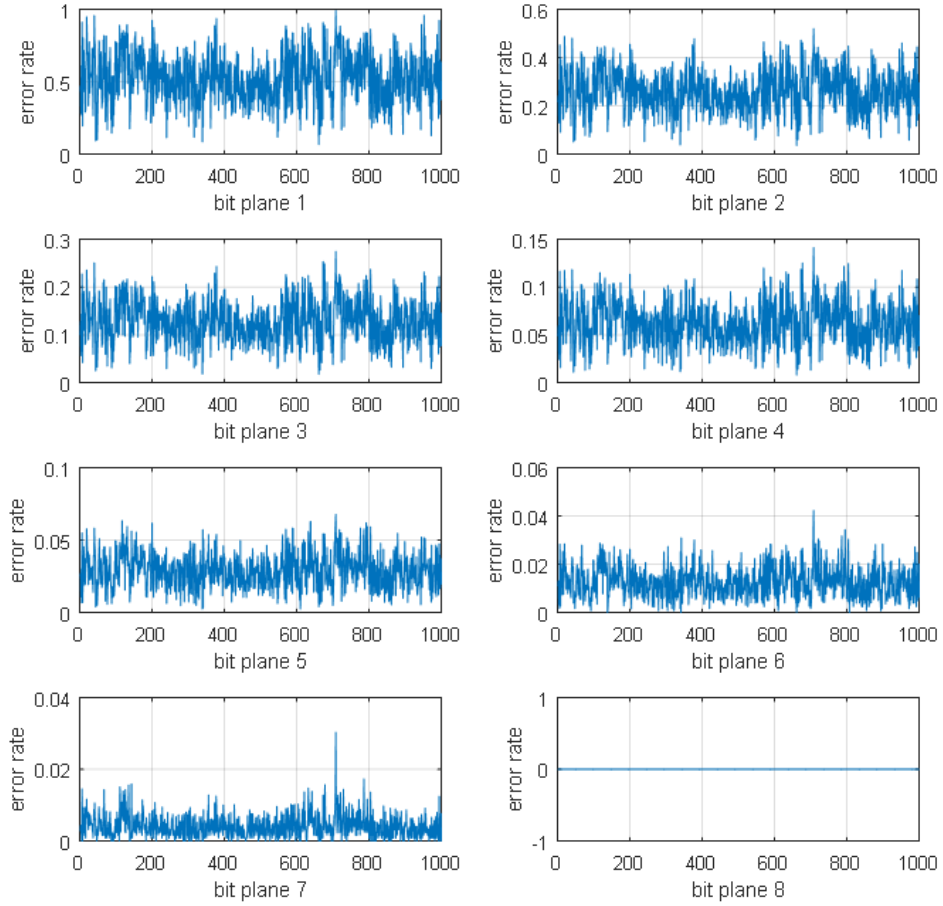 1
0.5
0
error rate
0 200 400 600 800 1000
bit plane 1
0.6
0.4
0.2
0
error rate
0 200 400 600 800 1000
bit plane 2
0.3
0.2
0.1
0
error rate
0 200 400 600 800 1000
bit plane 3
0.15
0.1
0.05
0
error rate
0 200 400 600 800 1000
bit plane 4
0.1
0.05
0
error rate
0 200 400 600 800 1000
bit plane 5
0.06
0.04
0.02
0
error rate
0 200 400 600 800 1000
bit plane 6
0.04
0.02
0
error rate
0 200 400 600 800 1000
bit plane 7
1
0
-1
error rate
0 200 400 600 800 1000
bit plane 8